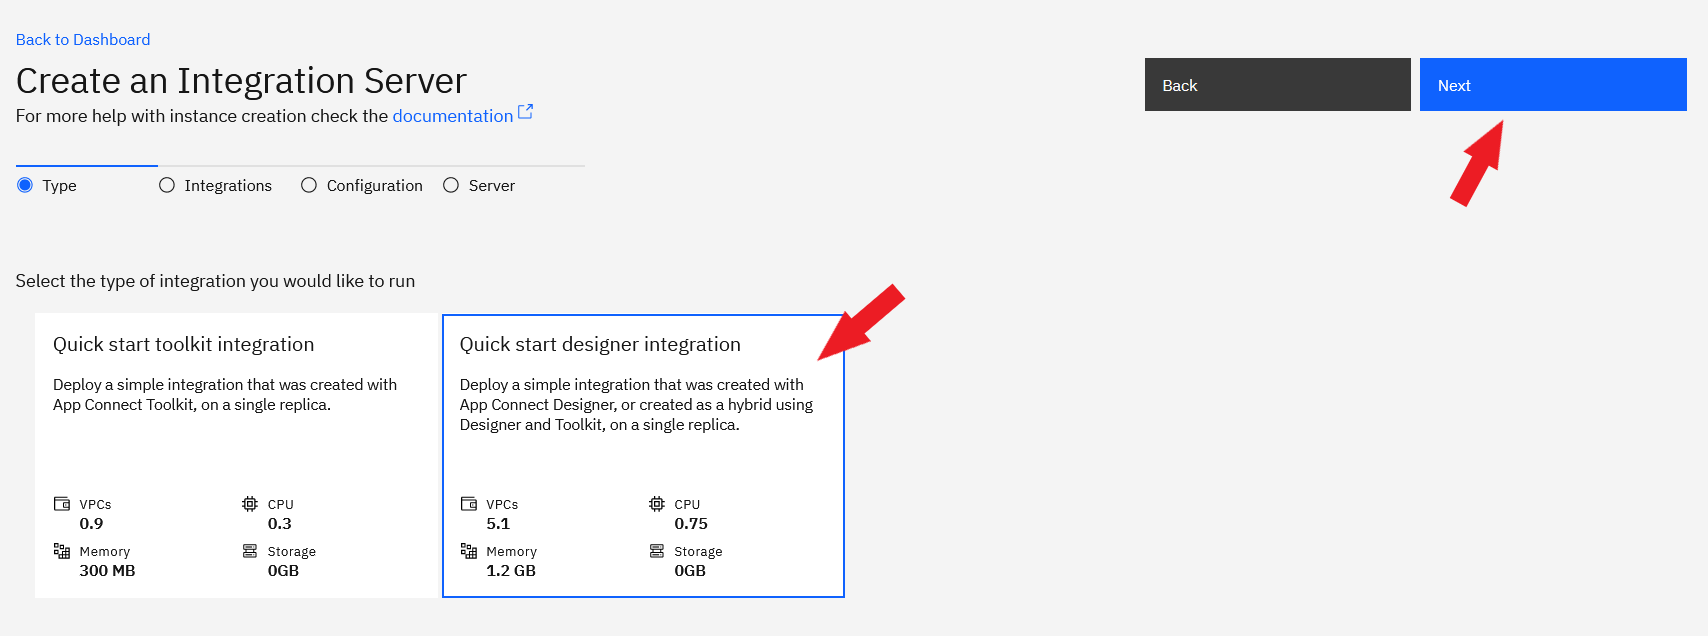 Back to Dashboard
Create an Integration Server
For more help with instance creation check the documentation
Back
Next
Type
Integrations
Configuration
Server
Select the type of integration you would like to run
Quick start toolkit integration
Deploy a simple integration that was created with
App Connect Toolkit, on a single replica.
VPCs
0.9
CPU
0.3
Memory
300 MB
Storage
0GB
Quick start designer integration
Deploy a simple integration that was created with
App Connect Designer, or created as a hybrid using
Designer and Toolkit, on a single replica.
VPCs
5.1
CPU
0.75
Memory
1.2 GB
Storage
0GB